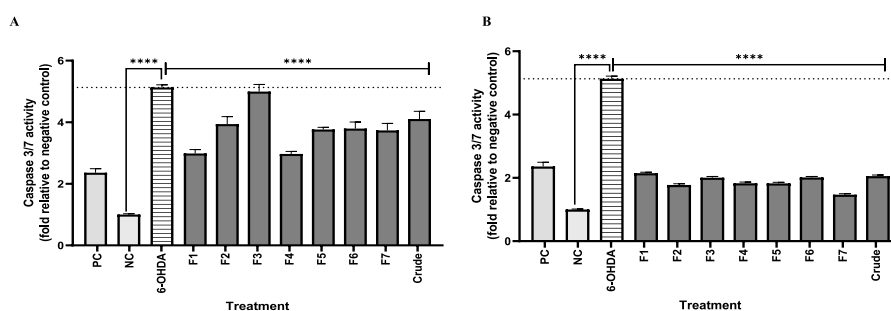 A
Caspase 3/7 activity
(fold relative to negative control)
6
4
2
0
****
****
PC
NC
6-OHDA
F1
F2
F3
F4
F5
F6
F7
Crude
Treatment
B
Caspase 3/7 activity
(fold relative to negative control)
6
4
2
0
****
****
PC
NC
6-OHDA
F1
F2
F3
F4
F5
F6
F7
Crude
Treatment